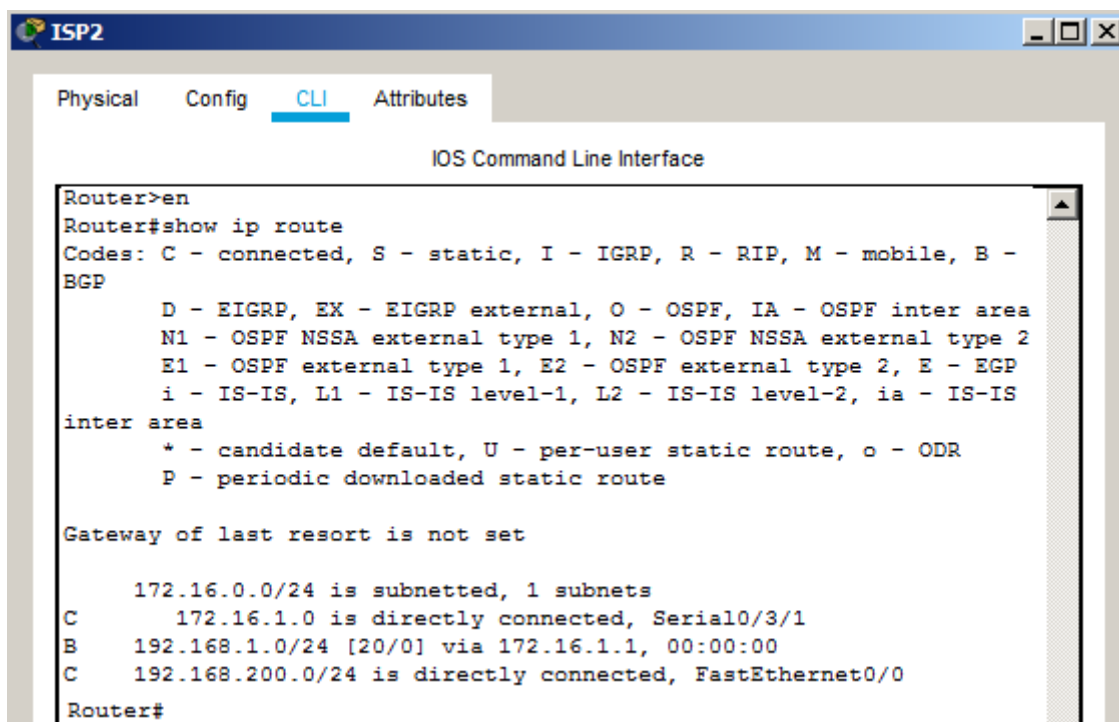 ISP2
Physical Config CLI Attributes
IOS Command Line Interface
Router>en
Router#show ip route
Codes: C - connected, S - static, I - IGRP, R - RIP, M - mobile, B -
BGP
D - EIGRP, EX - EIGRP external, O - OSPF, IA - OSPF inter area
N1 - OSPF NSSA external type 1, N2 - OSPF NSSA external type 2
E1 - OSPF external type 1, E2 - OSPF external type 2, E - EGP
i - IS-IS, L1 - IS-IS level-1, L2 - IS-IS level-2, ia - IS-IS
inter area
* - candidate default, U - per-user static route, o - ODR
P - periodic downloaded static route
Gateway of last resort is not set
172.16.0.0/24 is subnetted, 1 subnets
C 172.16.1.0 is directly connected, Serial0/3/1
B 192.168.1.0/24 [20/0] via 172.16.1.1, 00:00:00
C 192.168.200.0/24 is directly connected, FastEthernet0/0
Router#